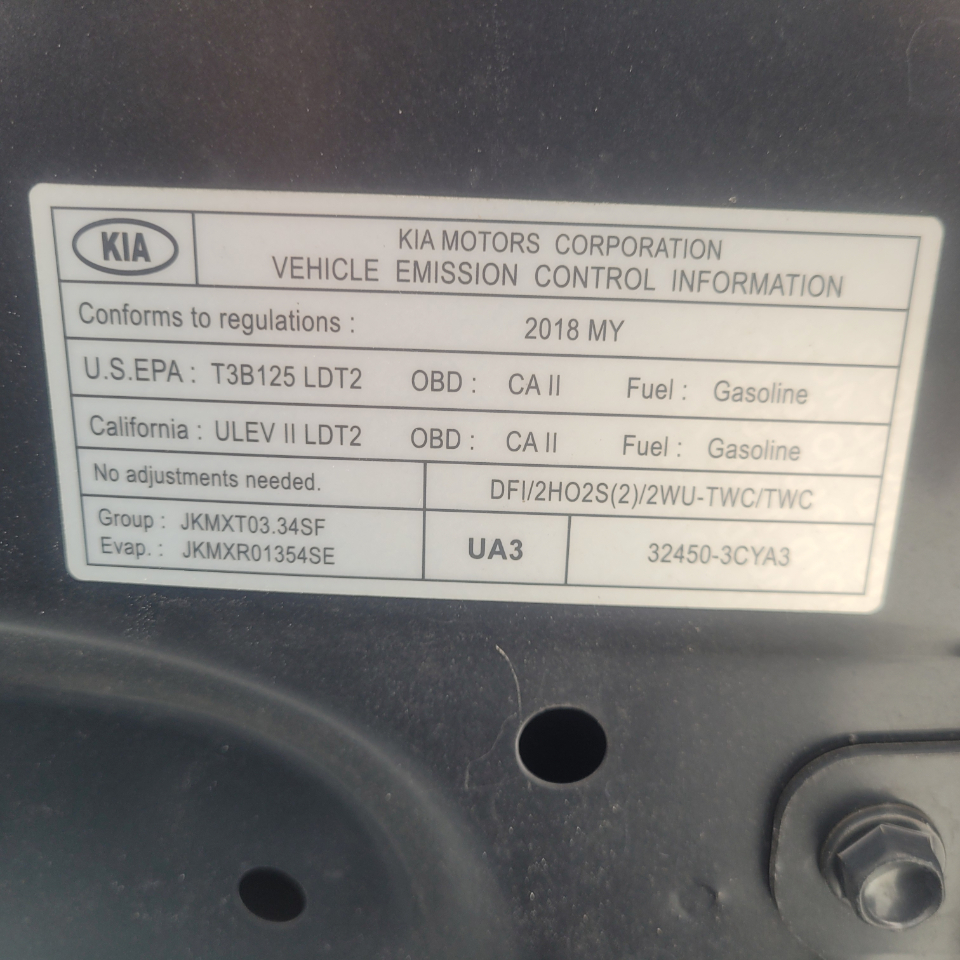 KIA
KIA MOTORS CORPORATION
VEHICLE EMISSION CONTROL INFORMATION
Conforms to regulations : 2018 MY
U.S.EPA : T3B125 LDT2 OBD : CA II Fuel : Gasoline
California : ULEV II LDT2 OBD : CA II Fuel : Gasoline
No adjustments needed. DFI/2HO2S(2)/2WU-TWC/TWC
Group : JKMXT03.34SF
Evap. : JKMXR01354SE
UA3 32450-3CYA3